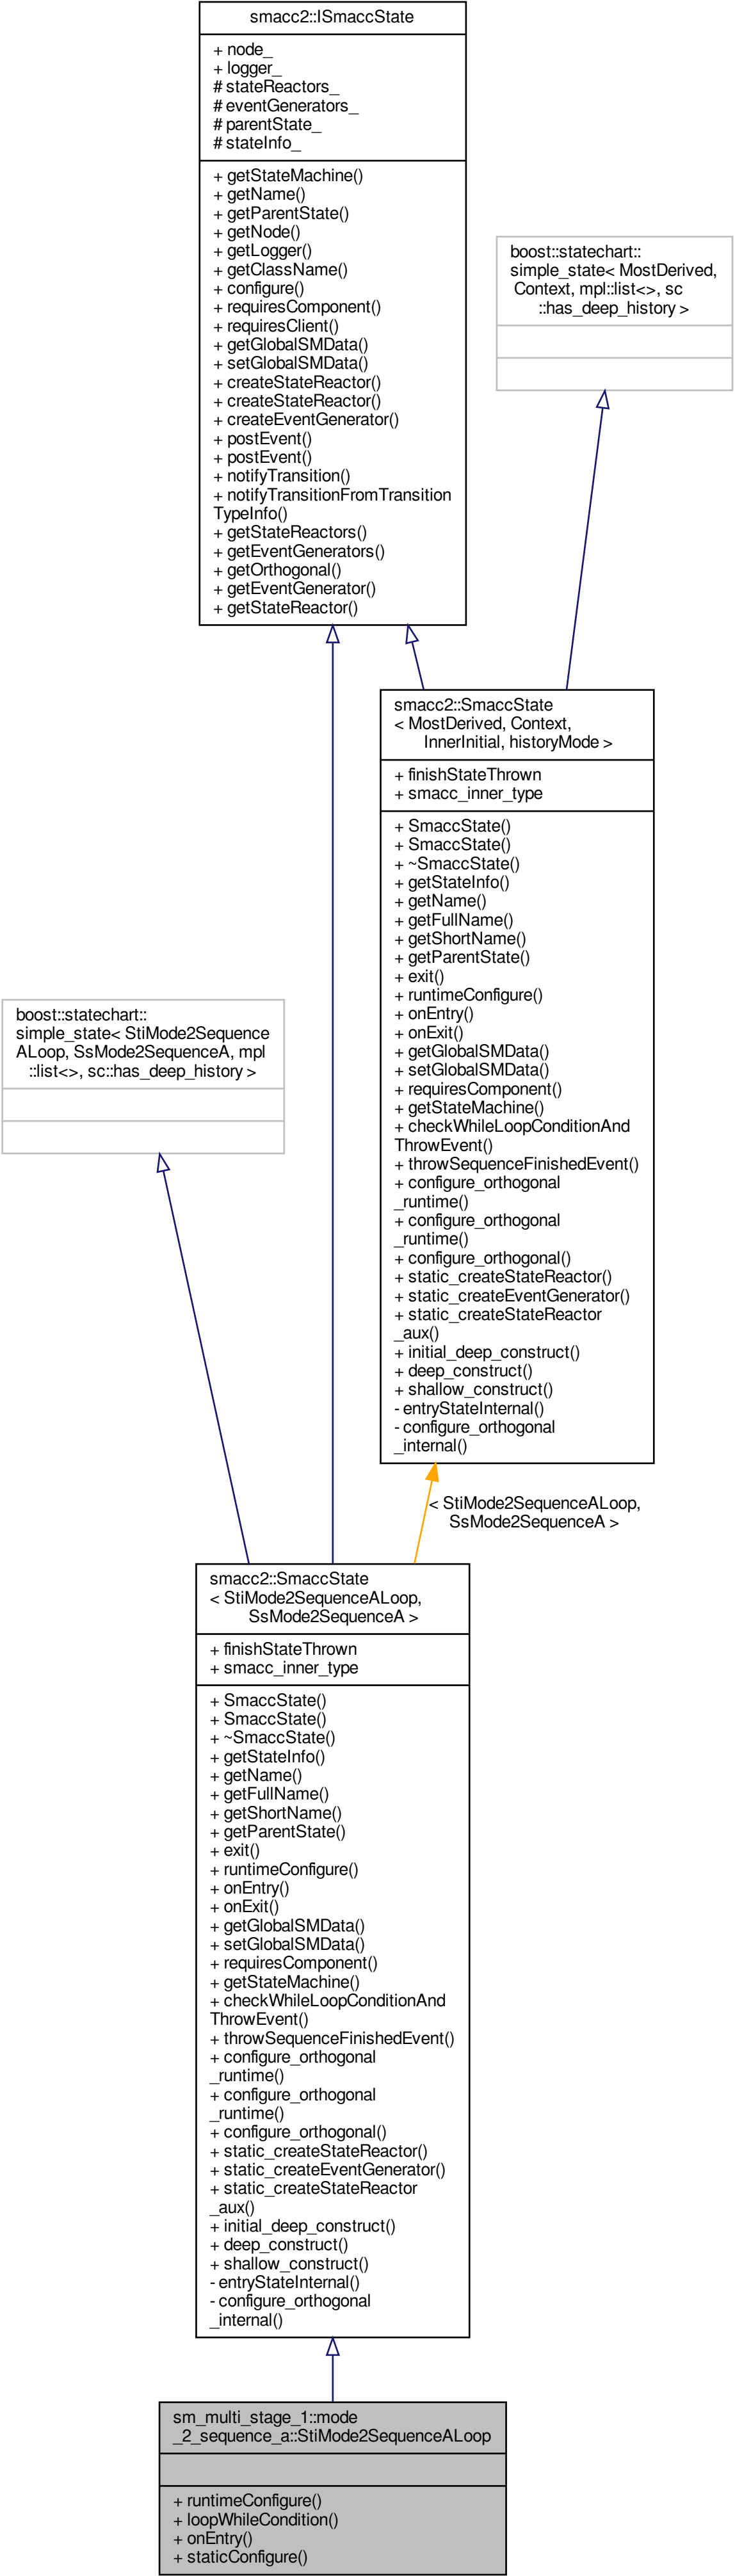 smacc2::ISmaccState
+ node_
+ logger_
# stateReactors_
# eventGenerators_
# parentState_
# stateInfo_
+ getStateMachine()
+ getName()
+ getParentState()
+ getNode()
+ getLogger()
+ getClassName()
+ configure()
+ requiresComponent()
+ requiresClient()
+ getGlobalSMData()
+ setGlobalSMData()
+ createStateReactor()
+ createStateReactor()
+ createEventGenerator()
+ postEvent()
+ postEvent()
+ notifyTransition()
+ notifyTransitionFromTransition
TypeInfo()
+ getStateReactors()
+ getEventGenerators()
+ getOrthogonal()
+ getEventGenerator()
+ getStateReactor()
boost::statechart::
simple_state< MostDerived,
Context, mpl::list<>, sc
::has_deep_history >
smacc2::SmaccState
< MostDerived, Context,
InnerInitial, historyMode >
+ finishStateThrown
+ smacc_inner_type
+ SmaccState()
+ SmaccState()
+ ~SmaccState()
+ getStateInfo()
+ getName()
+ getFullName()
+ getShortName()
+ getParentState()
+ exit()
+ runtimeConfigure()
+ onEntry()
+ onExit()
+ getGlobalSMData()
+ setGlobalSMData()
+ requiresComponent()
+ getStateMachine()
+ checkWhileLoopConditionAnd
ThrowEvent()
+ throwSequenceFinishedEvent()
+ configure_orthogonal
_runtime()
+ configure_orthogonal
_runtime()
+ configure_orthogonal()
+ static_createStateReactor()
+ static_createEventGenerator()
+ static_createStateReactor
_aux()
+ initial_deep_construct()
+ deep_construct()
+ shallow_construct()
- entryStateInternal()
- configure_orthogonal
_internal()
boost::statechart::
simple_state< StiMode2Sequence
ALoop, SsMode2SequenceA, mpl
::list<>, sc::has_deep_history >
< StiMode2SequenceALoop,
SsMode2SequenceA >
smacc2::SmaccState
< StiMode2SequenceALoop,
SsMode2SequenceA >
+ finishStateThrown
+ smacc_inner_type
+ SmaccState()
+ SmaccState()
+ ~SmaccState()
+ getStateInfo()
+ getName()
+ getFullName()
+ getShortName()
+ getParentState()
+ exit()
+ runtimeConfigure()
+ onEntry()
+ onExit()
+ getGlobalSMData()
+ setGlobalSMData()
+ requiresComponent()
+ getStateMachine()
+ checkWhileLoopConditionAnd
ThrowEvent()
+ throwSequenceFinishedEvent()
+ configure_orthogonal
_runtime()
+ configure_orthogonal
_runtime()
+ configure_orthogonal()
+ static_createStateReactor()
+ static_createEventGenerator()
+ static_createStateReactor
_aux()
+ initial_deep_construct()
+ deep_construct()
+ shallow_construct()
- entryStateInternal()
- configure_orthogonal
_internal()
sm_multi_stage_1::mode
_2_sequence_a::StiMode2SequenceALoop
+ runtimeConfigure()
+ loopWhileCondition()
+ onEntry()
+ staticConfigure()